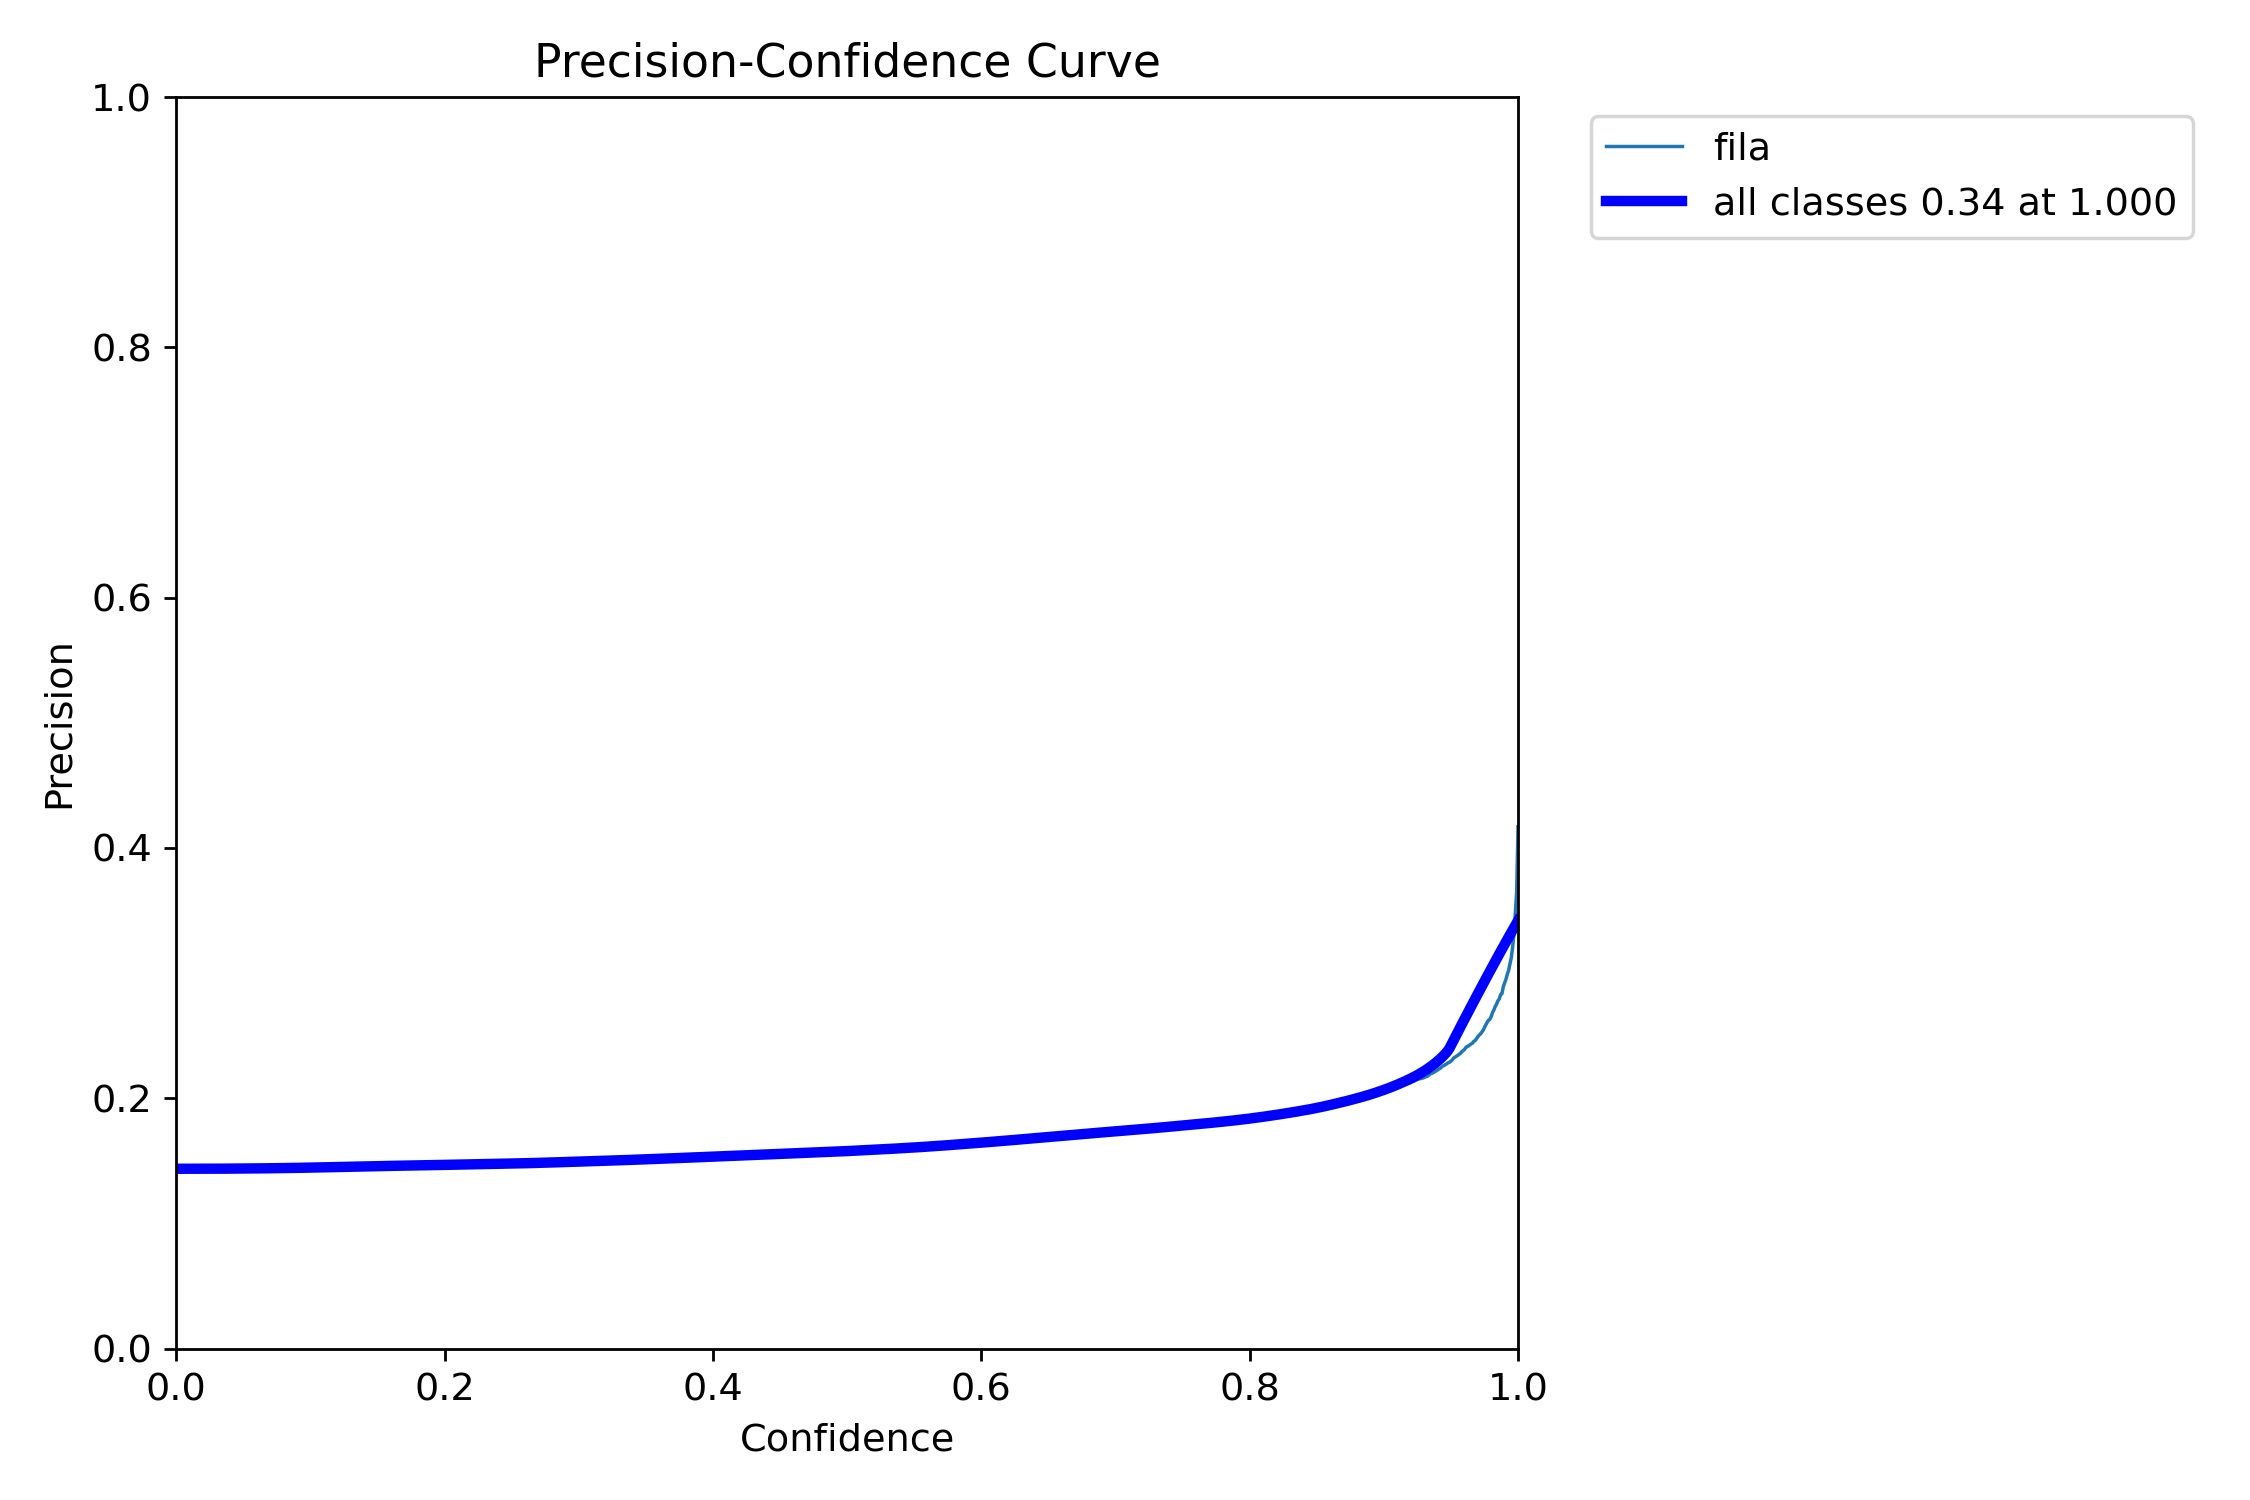 Precision-Confidence Curve
1.0
0.8
0.6
0.4
0.2
0.0
Precision
0.0 0.2 0.4 0.6 0.8 1.0
Confidence
fila
all classes 0.34 at 1.000